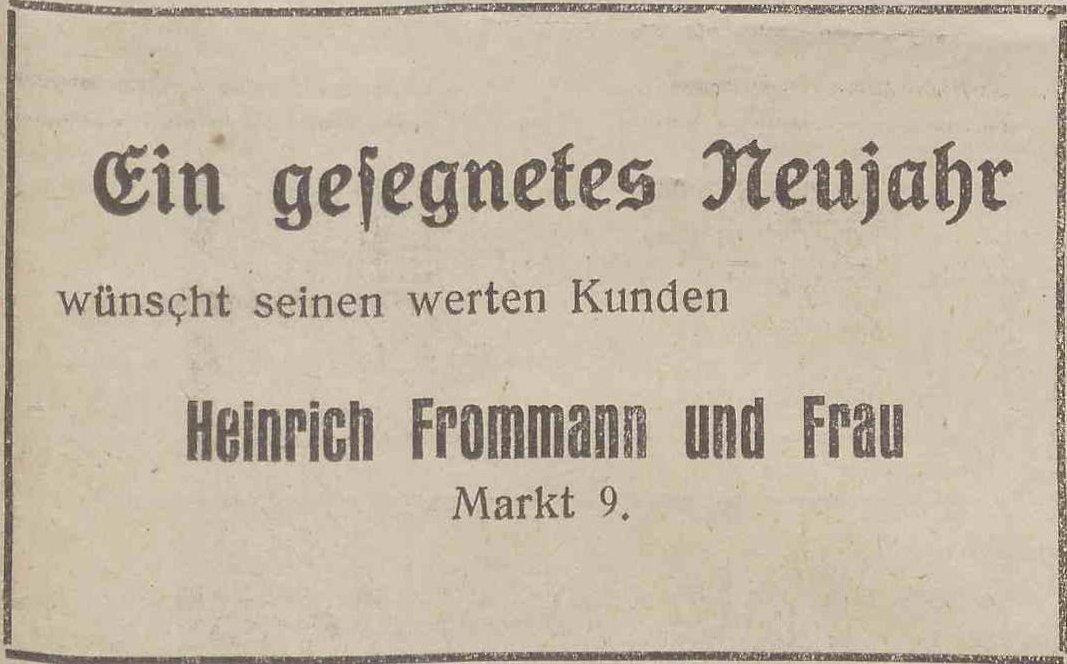 Ein geſegnetes Neujahr
wünscht seinen werten Kunden
Heinrich Frommann und Frau
Markt 9.